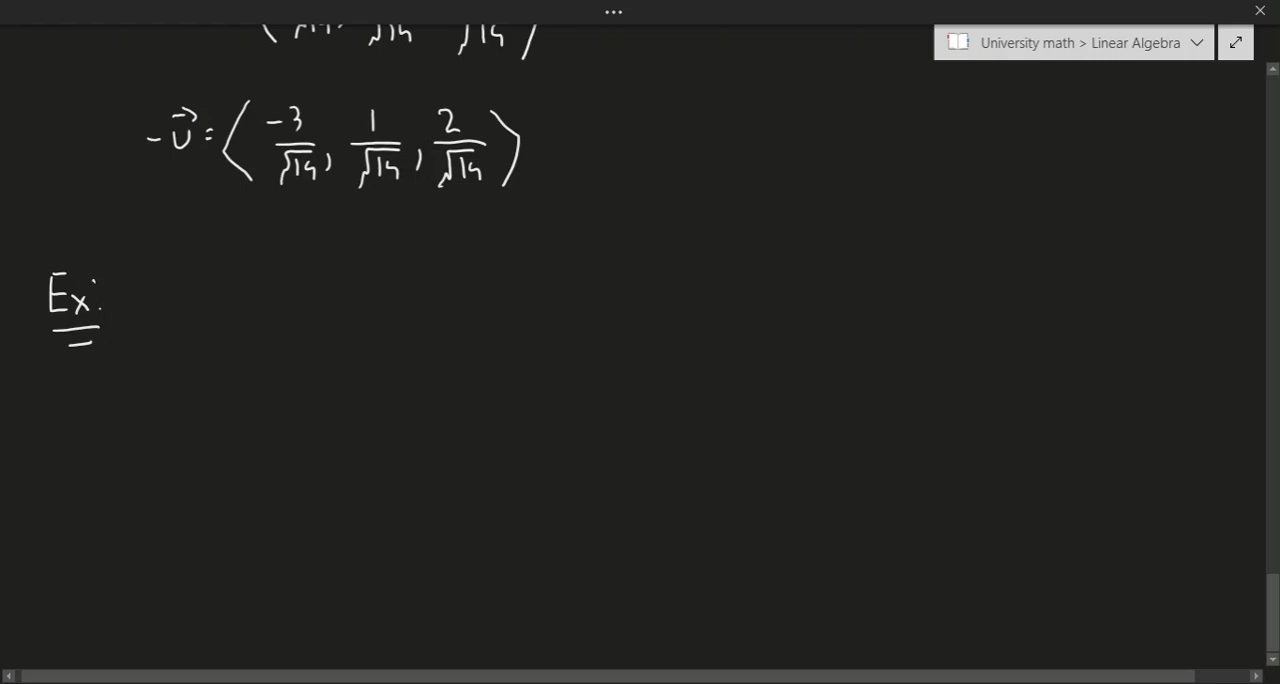 University math > Linear Algebra
-u⃗ = ⟨ -3/√14, 1/√14, 2/√14 ⟩
Ex: